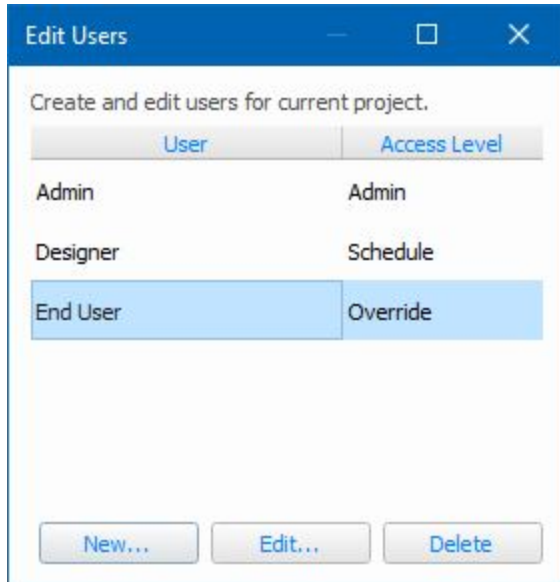 Edit Users
Create and edit users for current project.
User Access Level
Admin Admin
Designer Schedule
End User Override
New... Edit... Delete